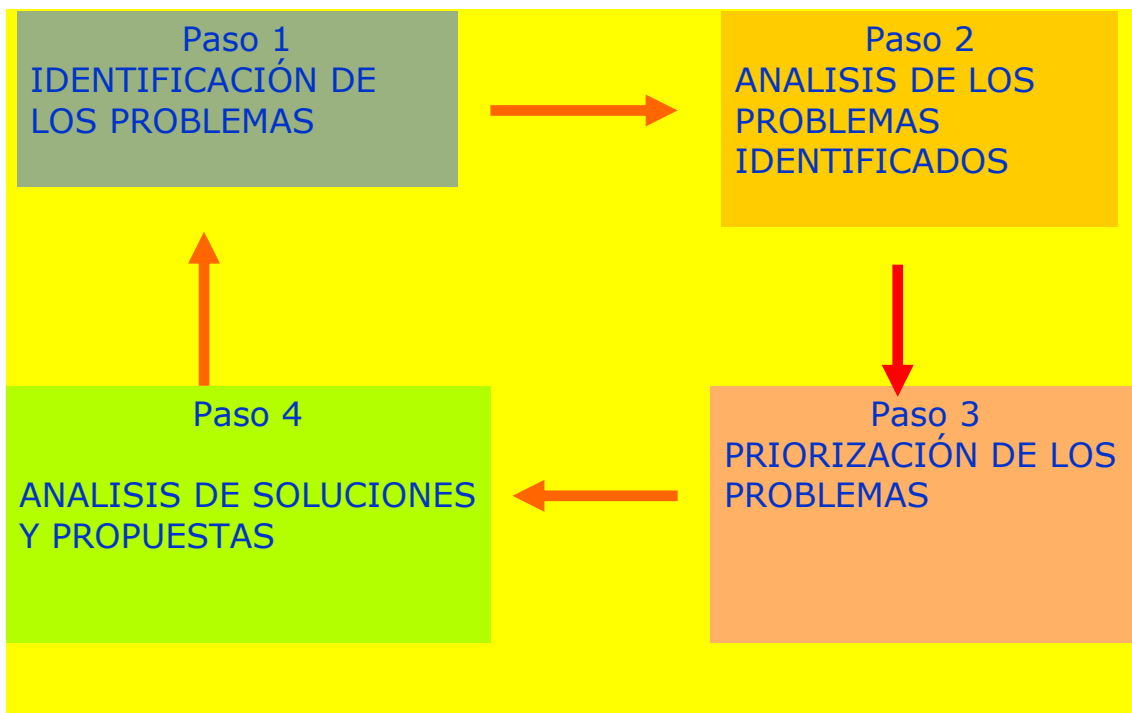 Paso 1
IDENTIFICACIÓN DE
LOS PROBLEMAS
Paso 2
ANALISIS DE LOS
PROBLEMAS
IDENTIFICADOS
Paso 3
PRIORIZACIÓN DE LOS
PROBLEMAS
Paso 4
ANALISIS DE SOLUCIONES
Y PROPUESTAS